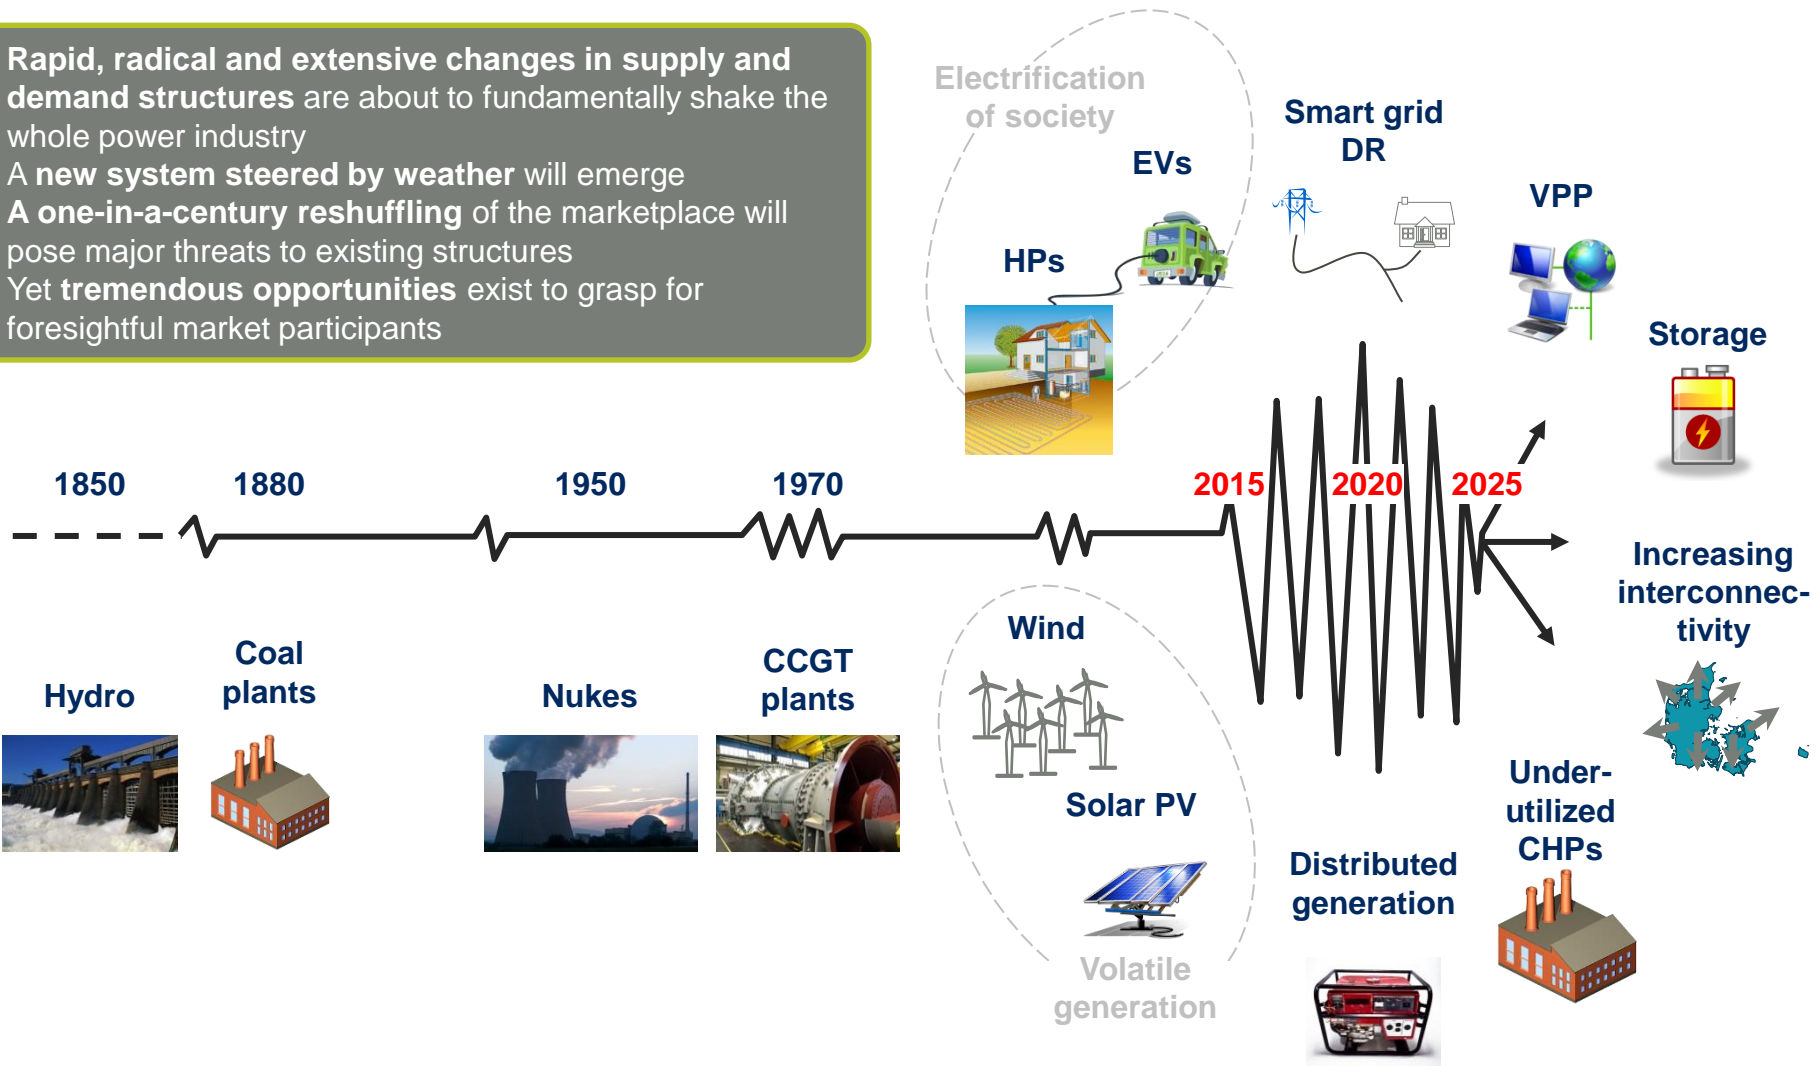 Rapid, radical and extensive changes in supply and
demand structures are about to fundamentally shake the
whole power industry
A new system steered by weather will emerge
A one-in-a-century reshuffling of the marketplace will
pose major threats to existing structures
Yet tremendous opportunities exist to grasp for
foresightful market participants
Electrification
of society
EVs
HPs
Smart grid
DR
VPP
Storage
1850
1880
1950
1970
2015
2020
2025
Increasing
interconnec-
tivity
Hydro
Coal
plants
Nukes
CCGT
plants
Wind
Solar PV
Volatile
generation
Distributed
generation
Under-
utilized
CHPs